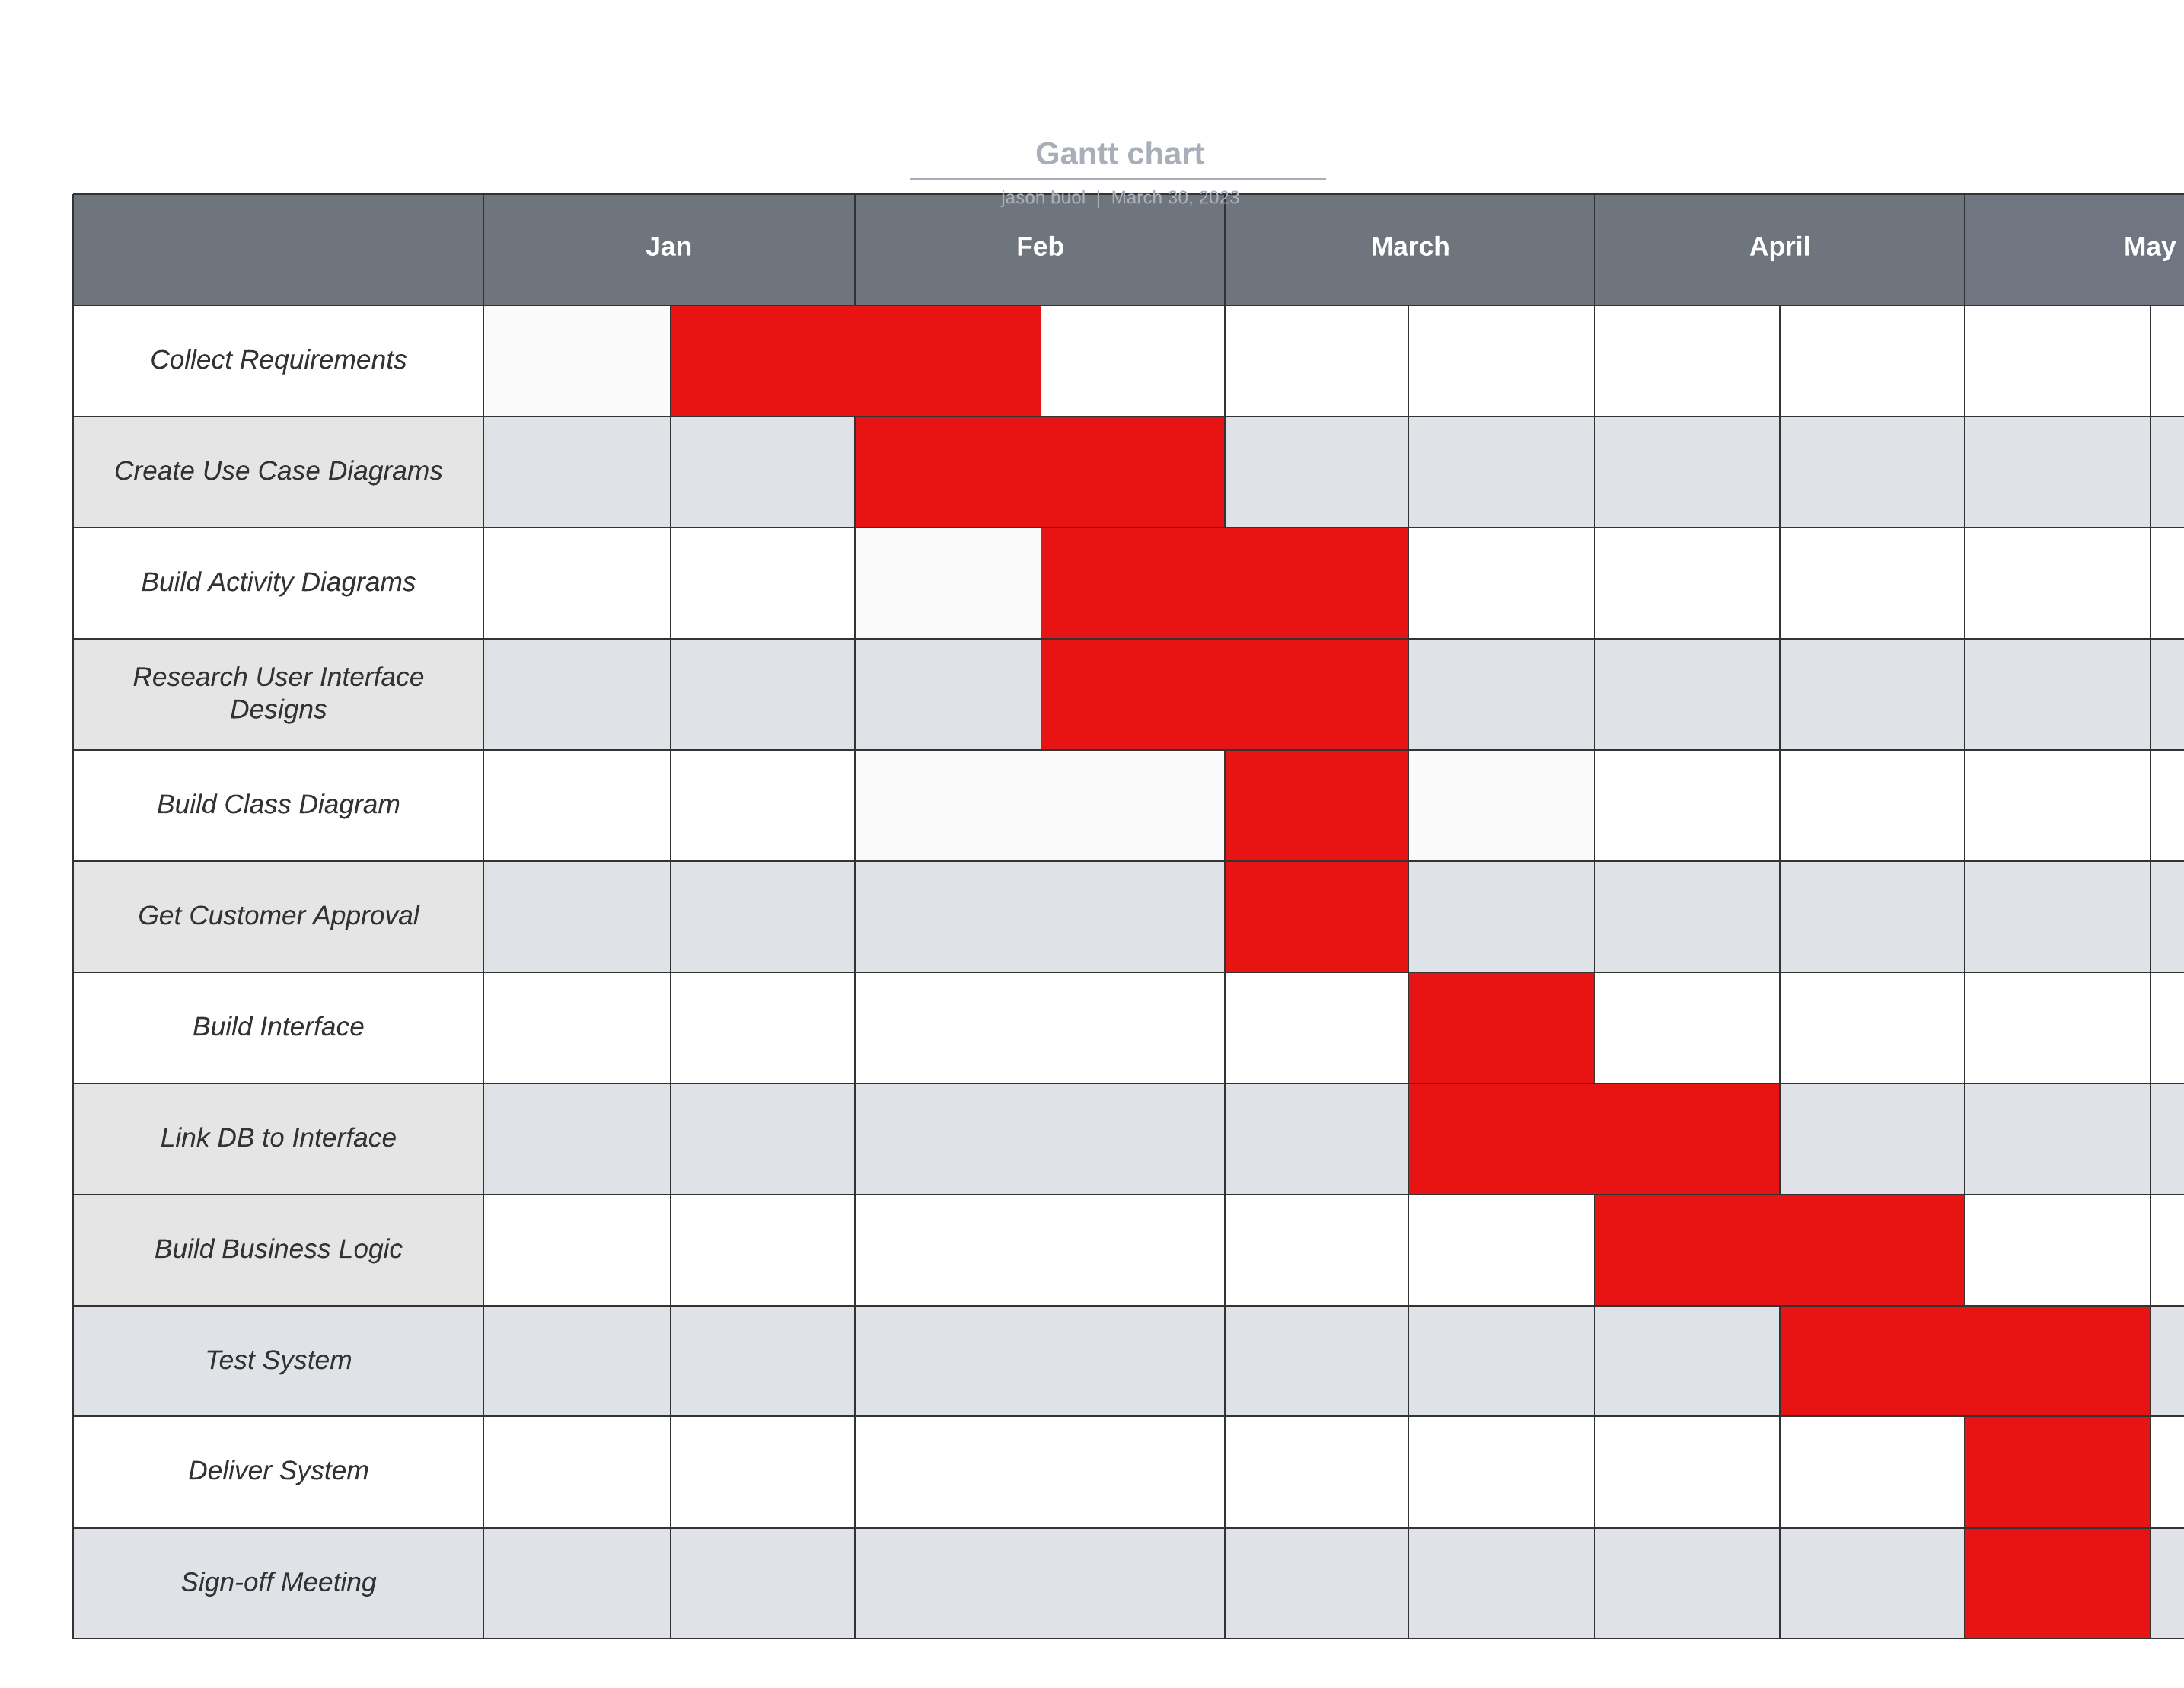 Gantt chart
jason buol | March 30, 2023
Jan Feb March April May
Collect Requirements
Create Use Case Diagrams
Build Activity Diagrams
Research User Interface
Designs
Build Class Diagram
Get Customer Approval
Build Interface
Link DB to Interface
Build Business Logic
Test System
Deliver System
Sign-off Meeting